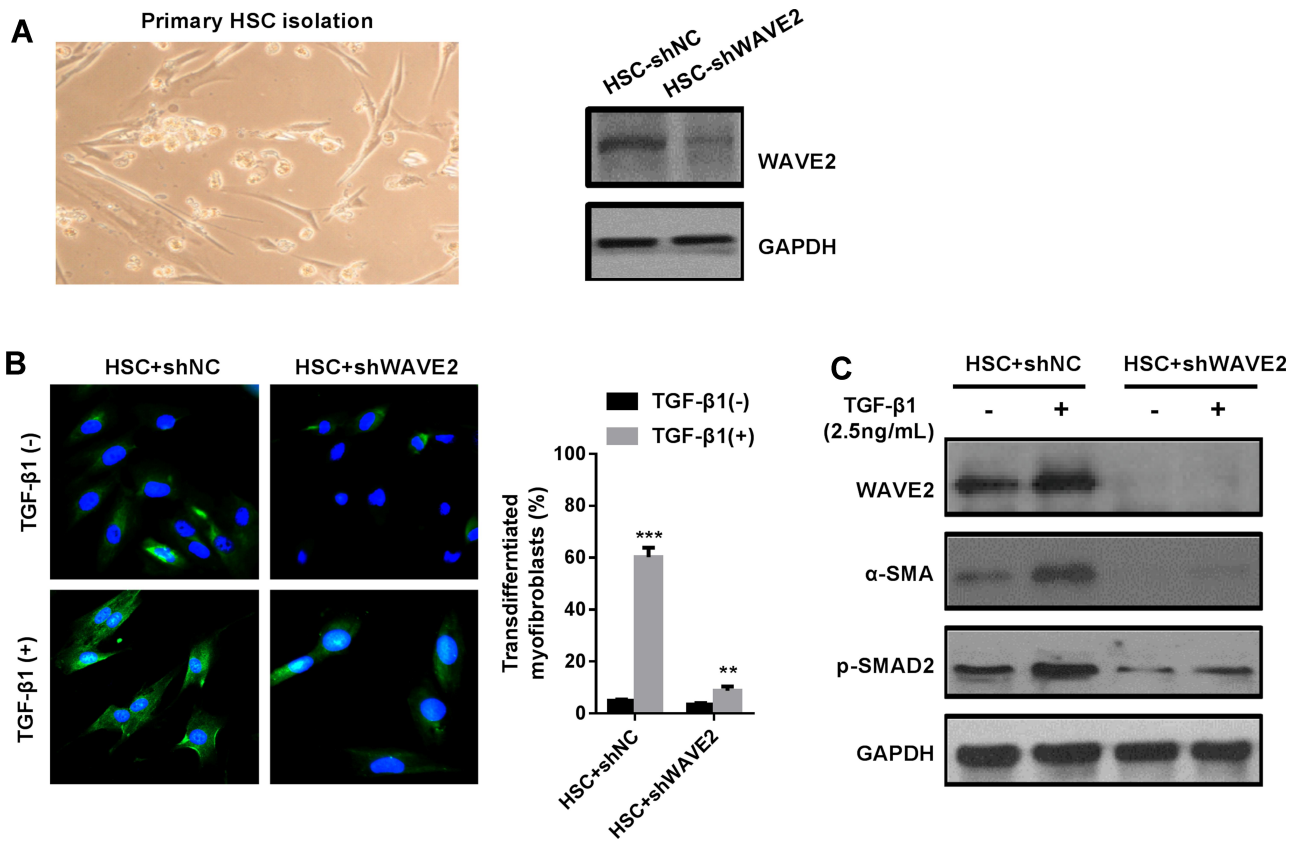 A
Primary HSC isolation
HSC-shNC
HSC-shWAVE2
WAVE2
GAPDH
B
HSC+shNC
HSC+shWAVE2
TGF-β1 (-)
TGF-β1 (+)
TGF-β1(-)
TGF-β1(+)
Transdifferntiated
myofibroblasts (%)
100
80
60
40
20
0
***
**
HSC+shNC
HSC+shWAVE2
C
HSC+shNC
HSC+shWAVE2
TGF-β1
(2.5ng/mL)
- + - +
WAVE2
α-SMA
p-SMAD2
GAPDH